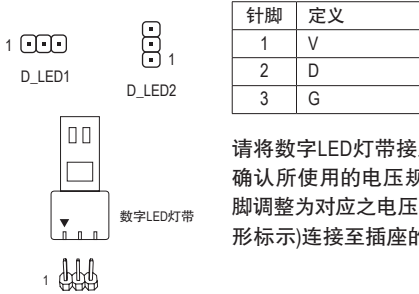 1
D_LED1
1
D_LED2
数字LED灯带
1
针脚 定义
1 V
2 D
3 G
请将数字LED灯带接
确认所使用的电压规
脚调整为对应之电压
形标示)连接至插座的